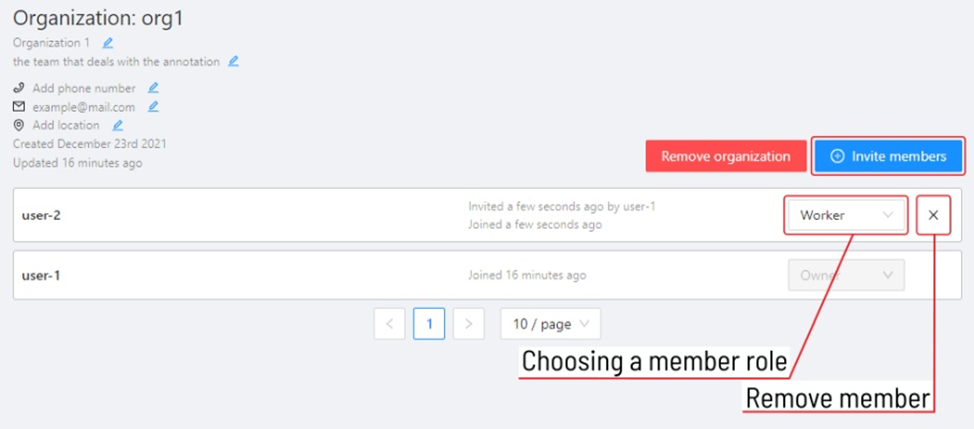 Organization: org1
Organization 1
the team that deals with the annotation
Add phone number
example@mail.com
Add location
Created December 23rd 2021
Updated 16 minutes ago
Remove organization
Invite members
user-2
Invited a few seconds ago by user-1
Joined a few seconds ago
Worker
user-1
Joined 16 minutes ago
Owner
1
10 / page
Choosing a member role
Remove member